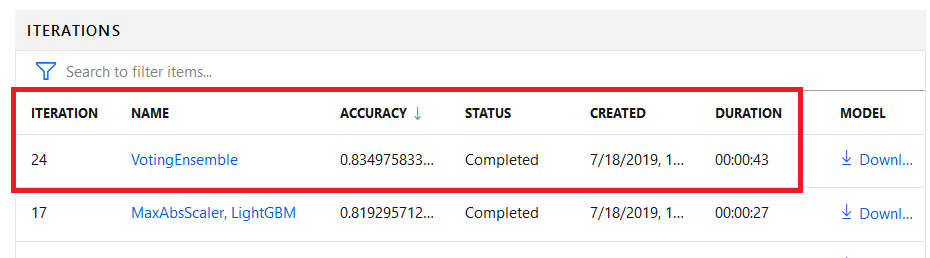 ITERATIONS
Search to filter items...
ITERATION NAME ACCURACY ↓ STATUS CREATED DURATION MODEL
24 VotingEnsemble 0.834975833... Completed 7/18/2019, 1... 00:00:43 Downl...
17 MaxAbsScaler, LightGBM 0.819295712... Completed 7/18/2019, 1... 00:00:27 Downl...